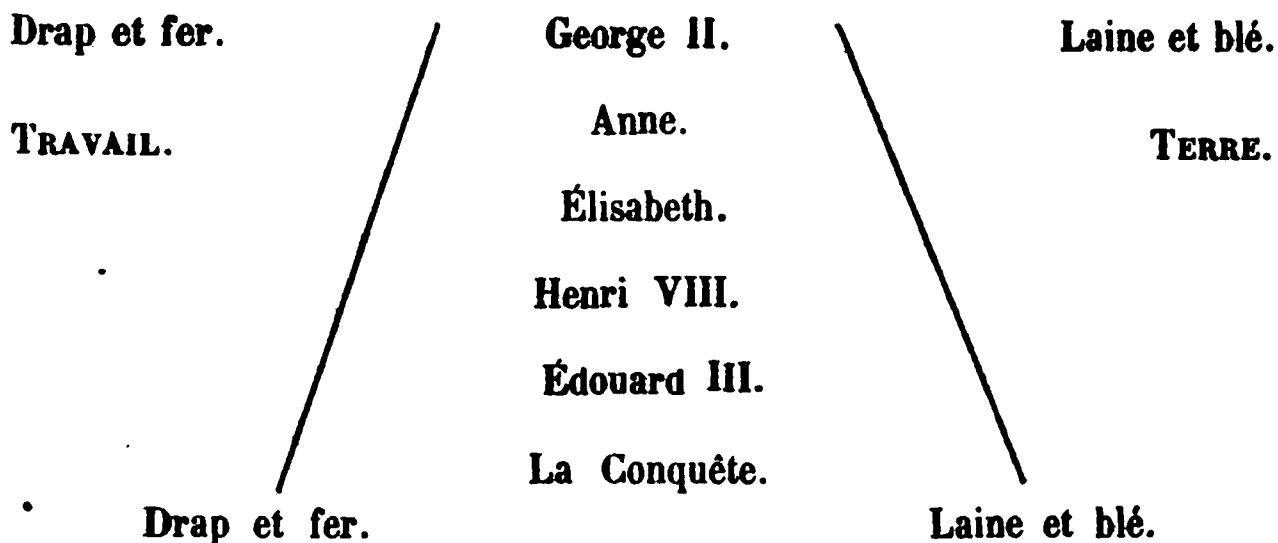 Drap et fer. George II. Laine et blé.
TRAVAIL. Anne. TERRE.
Élisabeth.
Henri VIII.
Édouard III.
La Conquête.
Drap et fer. Laine et blé.